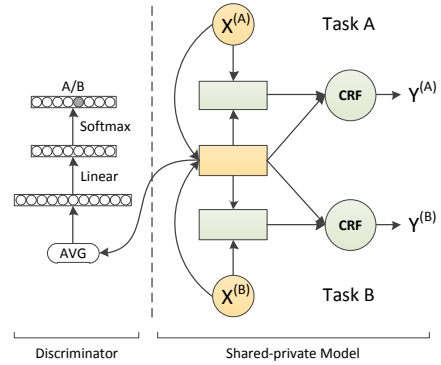 X(A)
Task A
A/B
Softmax
CRF
Y(A)
Linear
AVG
CRF
Y(B)
X(B)
Task B
Discriminator
Shared-private Model